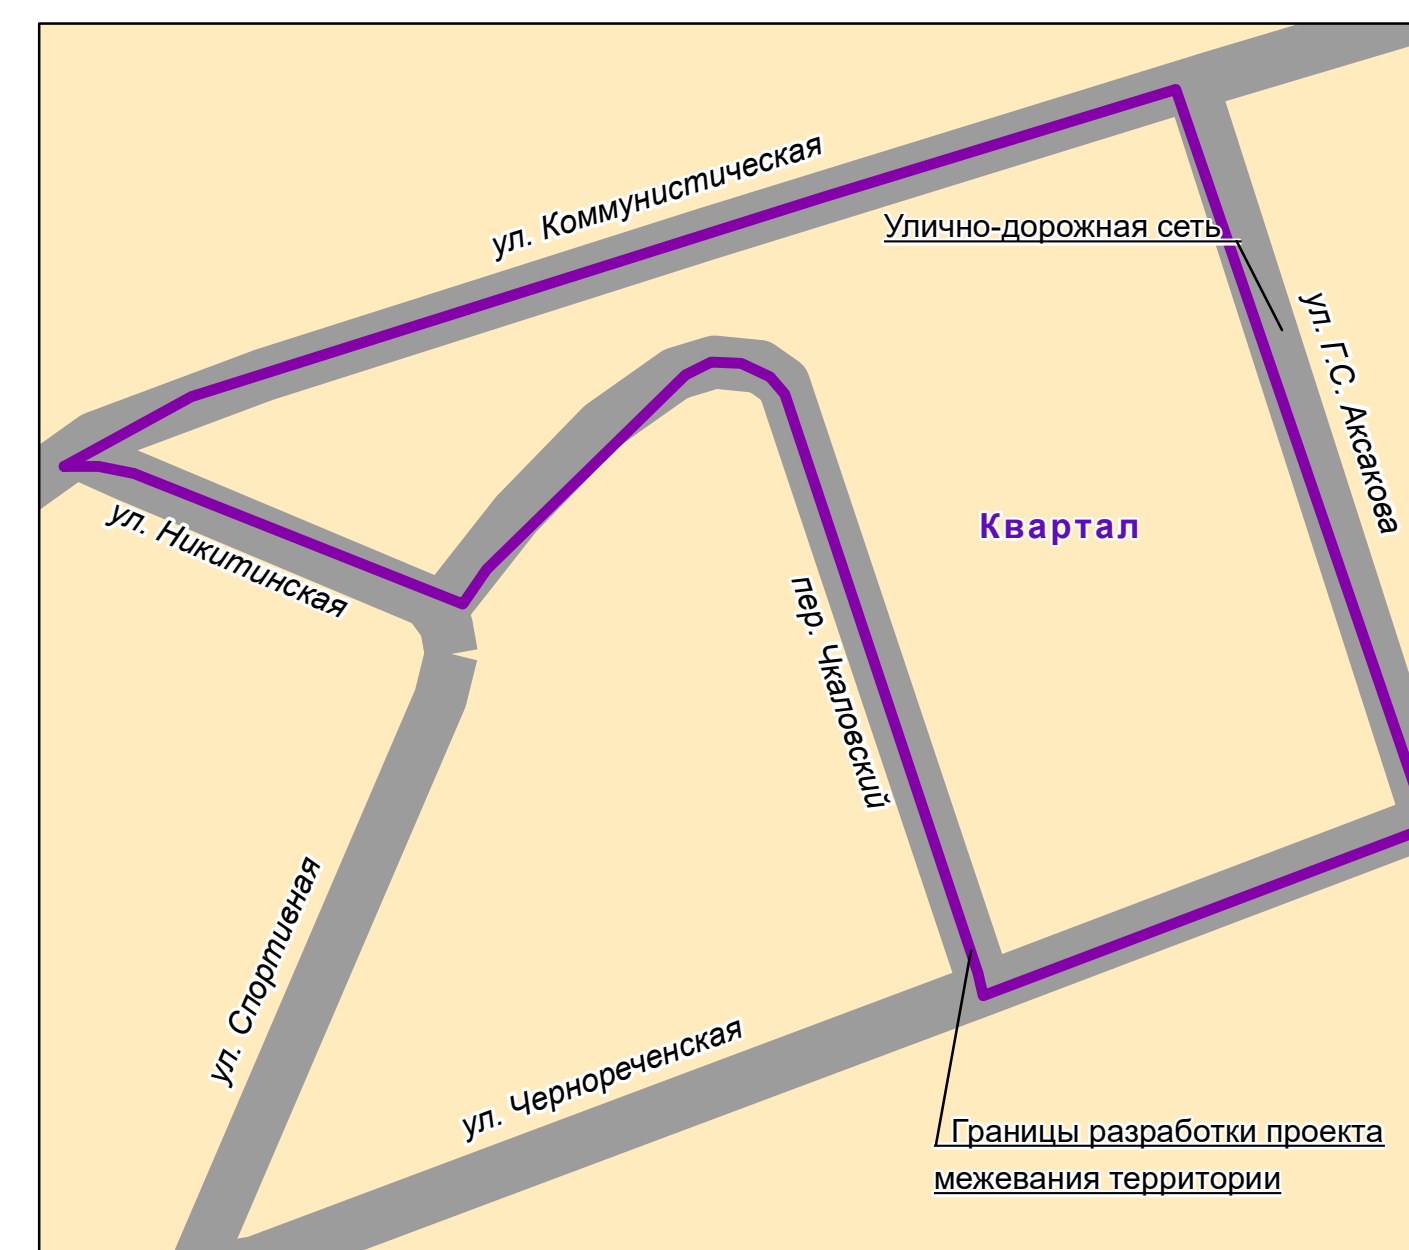 ул. Коммунистическая
Улично-дорожная сеть
ул. Г.С. Аксакова
ул. Никитинская
Квартал
пер. Чкаловский
ул. Спортивная
ул. Чернореченская
Границы разработки проекта
межевания территории